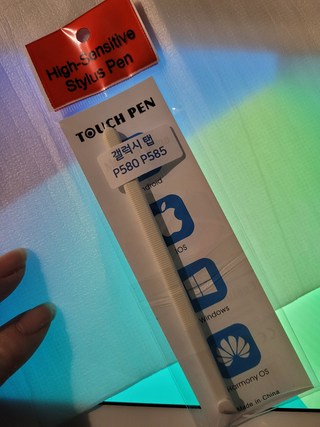 High-Sensitive
Stylus Pen
TOUCH PEN
갤럭시 탭
P580 P585
ndroid
iOS
Windows
Harmony OS
Made in China